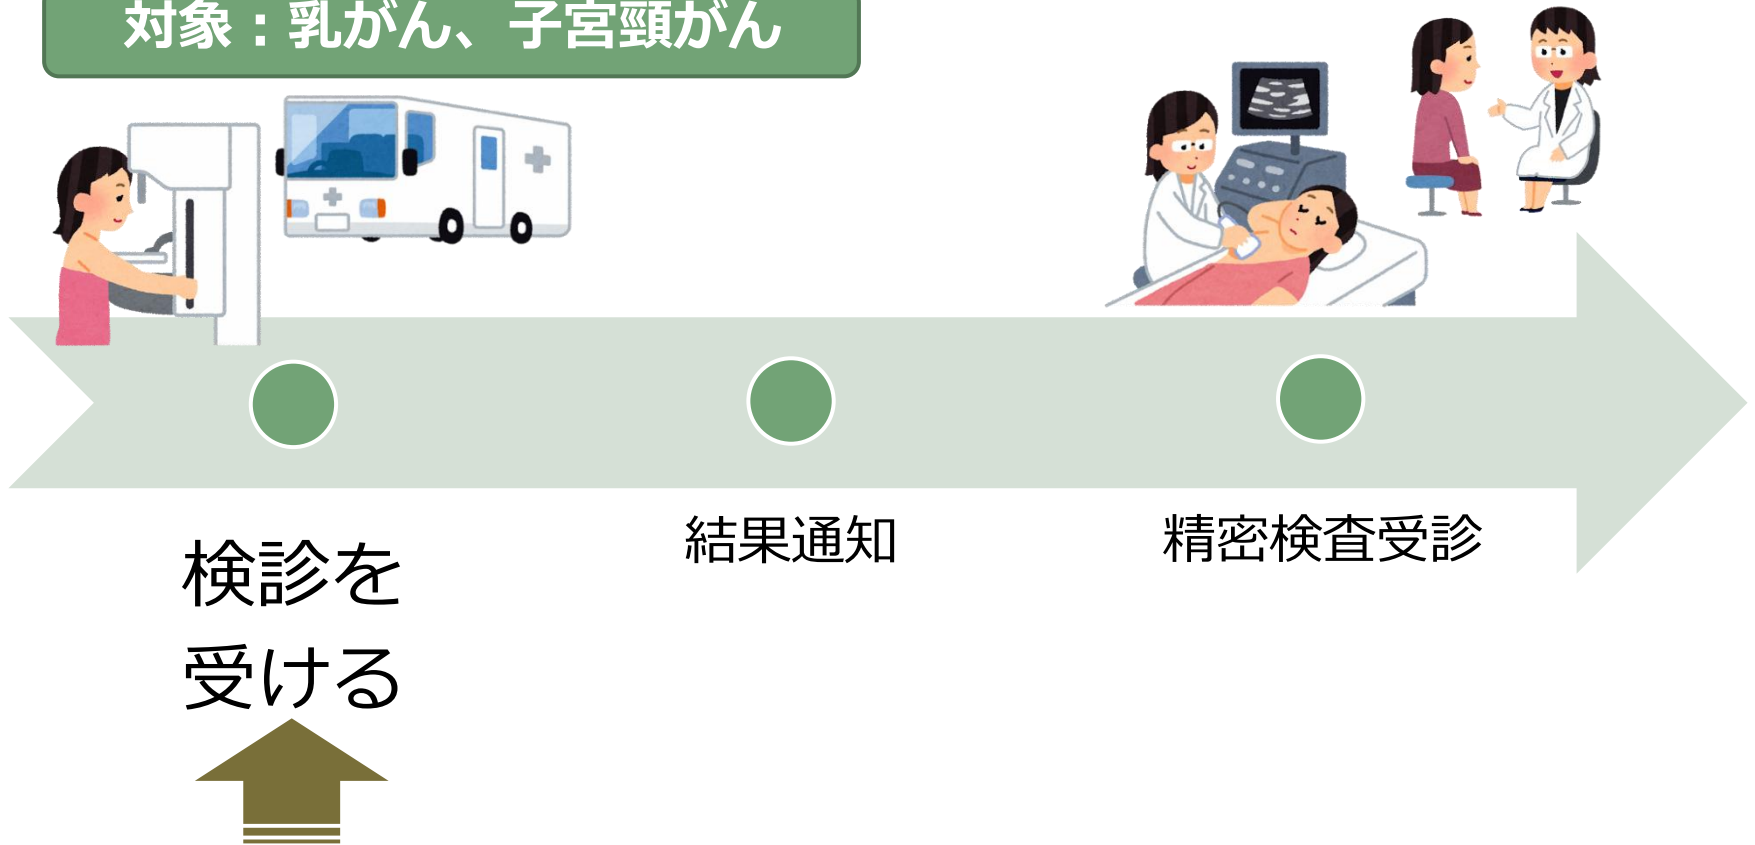 対象：乳がん、子宮頸がん
検診を
受ける
結果通知
精密検査受診